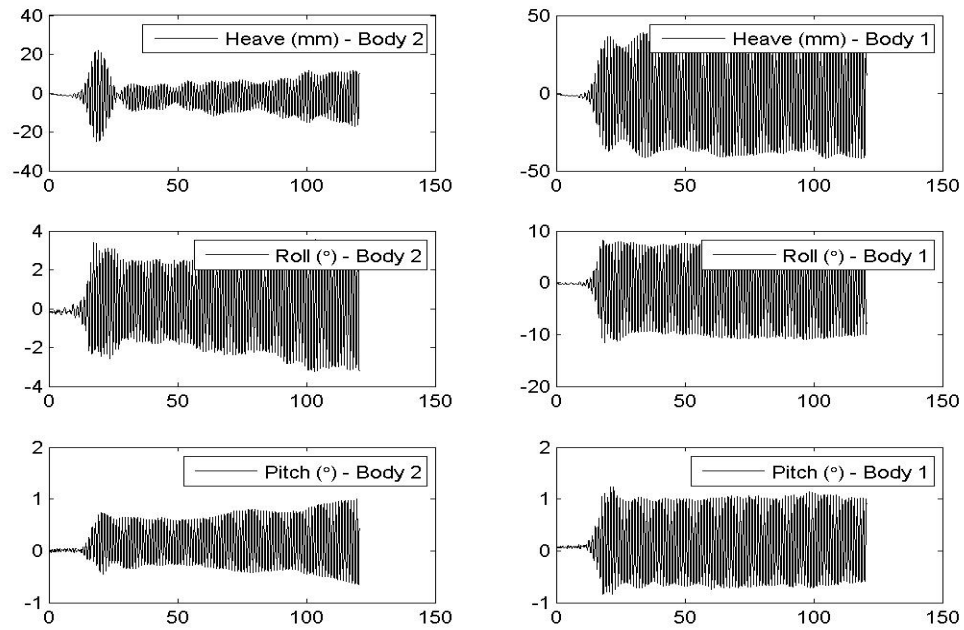 Heave (mm) - Body 2
40
20
0
-20
-40
0 50 100 150
Heave (mm) - Body 1
50
0
-50
0 50 100 150
Roll (°) - Body 2
4
2
0
-2
-4
0 50 100 150
Roll (°) - Body 1
10
0
-10
-20
0 50 100 150
Pitch (°) - Body 2
2
1
0
-1
0 50 100 150
Pitch (°) - Body 1
2
1
0
-1
0 50 100 150